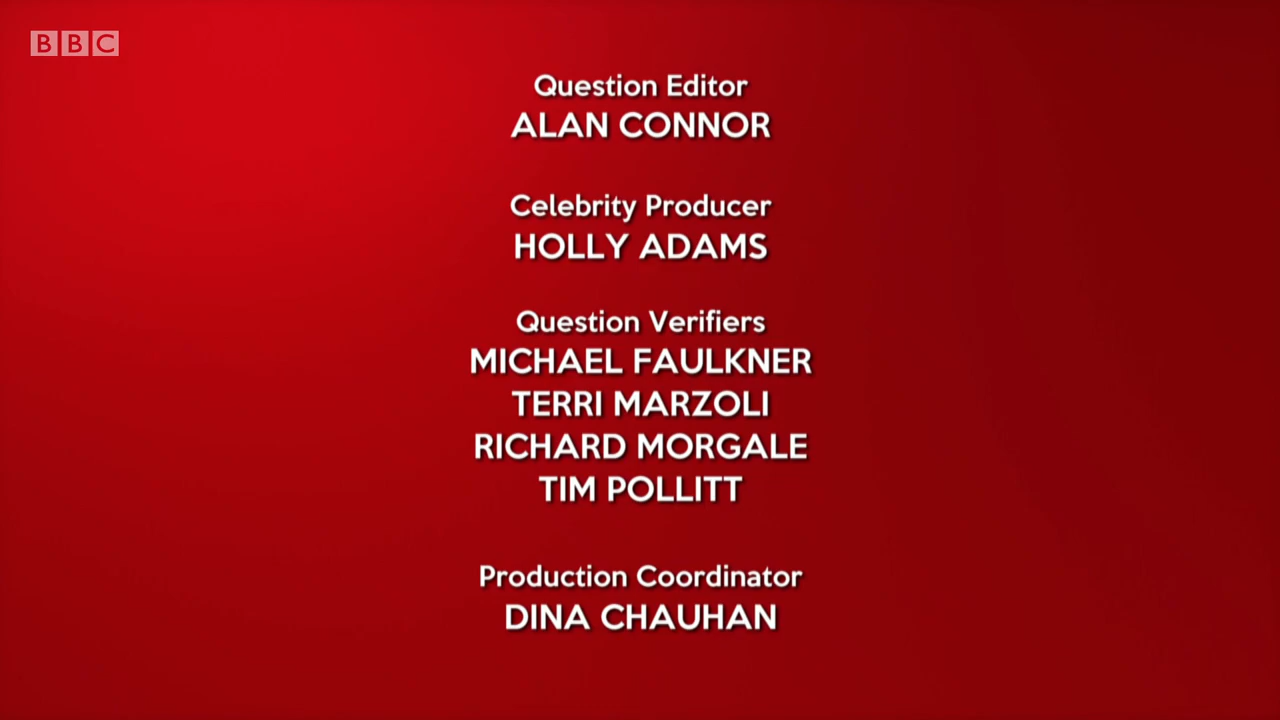 BBC
Question Editor
ALAN CONNOR
Celebrity Producer
HOLLY ADAMS
Question Verifiers
MICHAEL FAULKNER
TERRI MARZOLI
RICHARD MORGALE
TIM POLLITT
Production Coordinator
DINA CHAUHAN